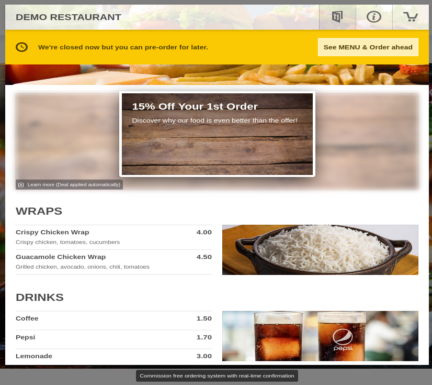 DEMO RESTAURANT
We're closed now but you can pre-order for later.
See MENU & Order ahead
15% Off Your 1st Order
Discover why our food is even better than the offer!
Learn more (Deal applied automatically)
WRAPS
Crispy Chicken Wrap 4.00
Crispy chicken, tomatoes, cucumbers
Guacamole Chicken Wrap 4.50
Grilled chicken, avocado, onions, chili, tomatoes
DRINKS
Coffee 1.50
Pepsi 1.70
pepsi
Lemonade 3.00
Commission free ordering system with real-time confirmation